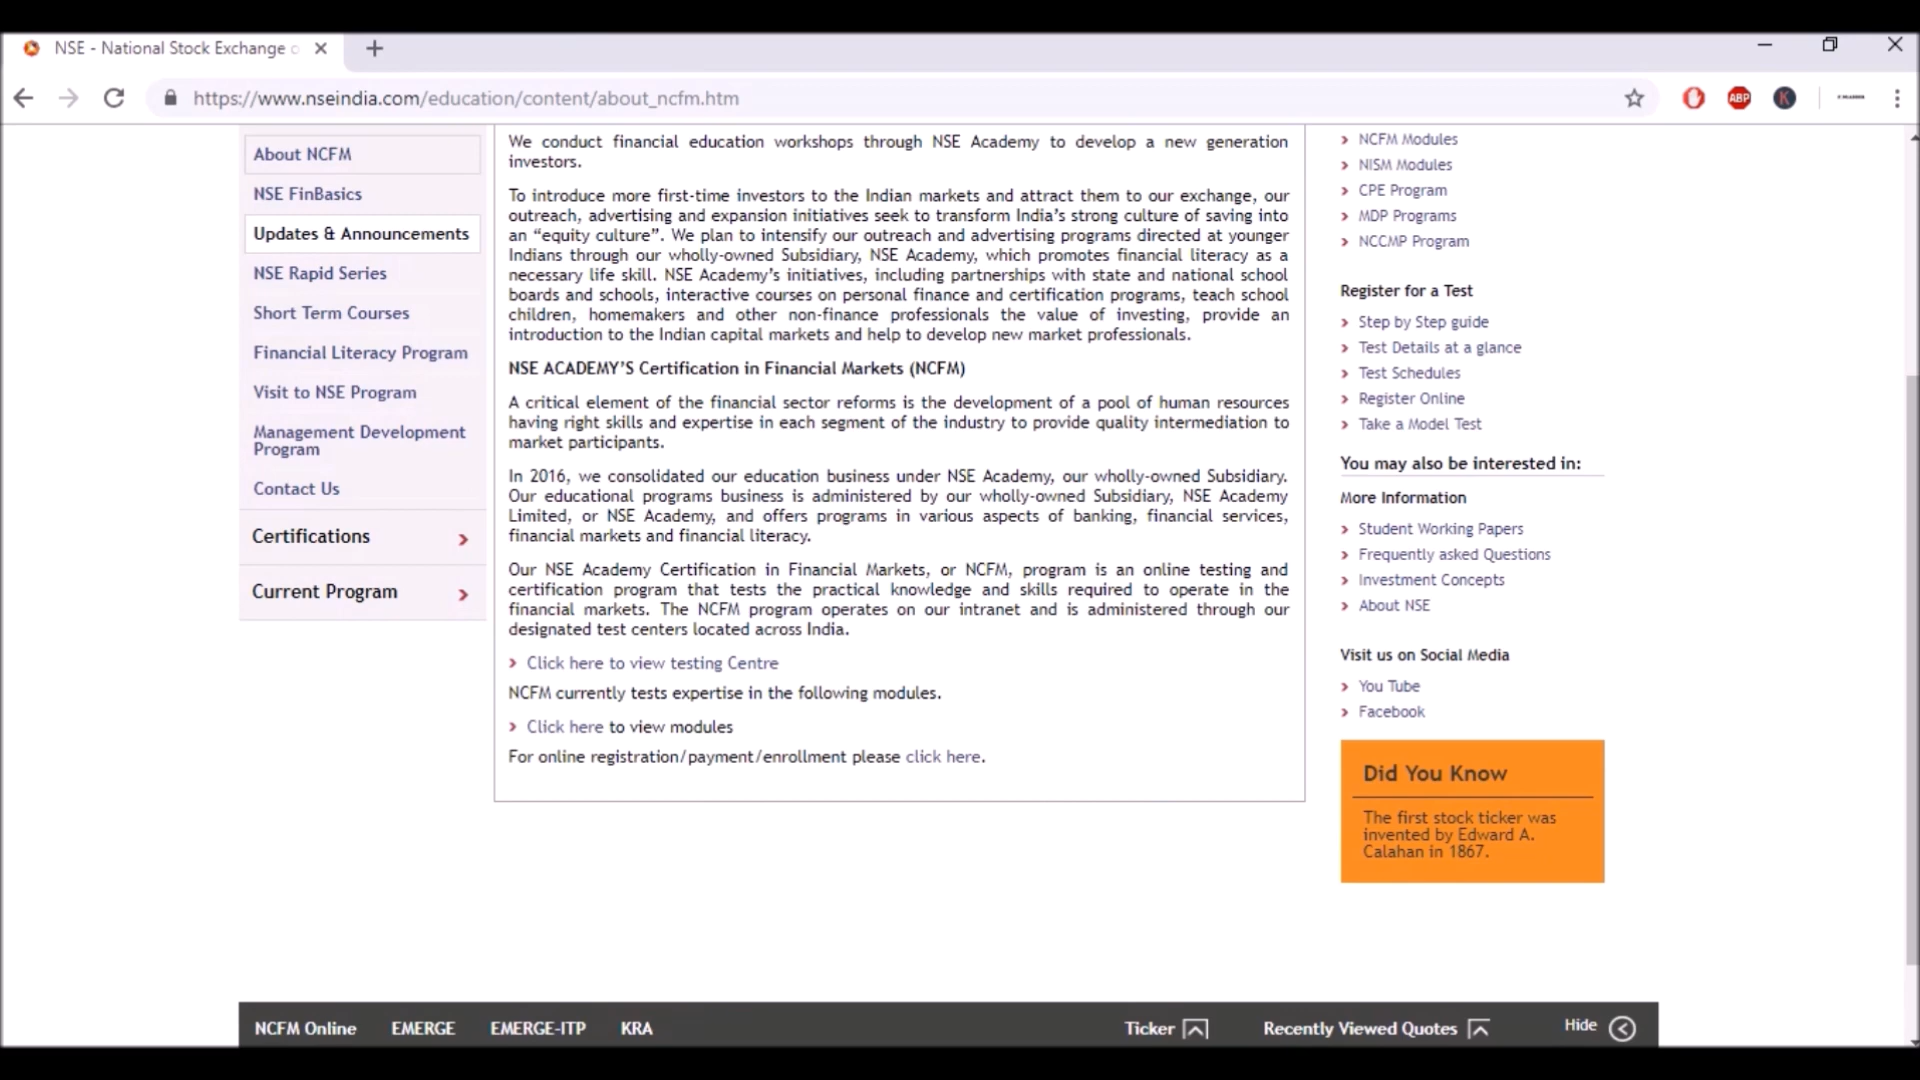 NSE - National Stock Exchange o
https://www.nseindia.com/education/content/about_ncfm.htm
ABP
K
About NCFM
NSE FinBasics
Updates & Announcements
NSE Rapid Series
Short Term Courses
Financial Literacy Program
Visit to NSE Program
Management Development
Program
Contact Us
Certifications
Current Program
We conduct financial education workshops through NSE Academy to develop a new generation
investors.
To introduce more first-time investors to the Indian markets and attract them to our exchange, our
outreach, advertising and expansion initiatives seek to transform India's strong culture of saving into
an “equity culture”. We plan to intensify our outreach and advertising programs directed at younger
Indians through our wholly-owned Subsidiary, NSE Academy, which promotes financial literacy as a
necessary life skill. NSE Academy's initiatives, including partnerships with state and national school
boards and schools, interactive courses on personal finance and certification programs, teach school
children, homemakers and other non-finance professionals the value of investing, provide an
introduction to the Indian capital markets and help to develop new market professionals.
NSE ACADEMY'S Certification in Financial Markets (NCFM)
A critical element of the financial sector reforms is the development of a pool of human resources
having right skills and expertise in each segment of the industry to provide quality intermediation to
market participants.
In 2016, we consolidated our education business under NSE Academy, our wholly-owned Subsidiary.
Our educational programs business is administered by our wholly-owned Subsidiary, NSE Academy
Limited, or NSE Academy, and offers programs in various aspects of banking, financial services,
financial markets and financial literacy.
Our NSE Academy Certification in Financial Markets, or NCFM, program is an online testing and
certification program that tests the practical knowledge and skills required to operate in the
financial markets. The NCFM program operates on our intranet and is administered through our
designated test centers located across India.
Click here to view testing Centre
NCFM currently tests expertise in the following modules.
Click here to view modules
For online registration/payment/enrollment please click here.
NCFM Modules
NISM Modules
CPE Program
MDP Programs
NCCMP Program
Register for a Test
Step by Step guide
Test Details at a glance
Test Schedules
Register Online
Take a Model Test
You may also be interested in:
More Information
Student Working Papers
Frequently asked Questions
Investment Concepts
About NSE
Visit us on Social Media
You Tube
Facebook
Did You Know
The first stock ticker was
invented by Edward A.
Calahan in 1867.
NCFM Online EMERGE EMERGE-ITP KRA Ticker Recently Viewed Quotes Hide